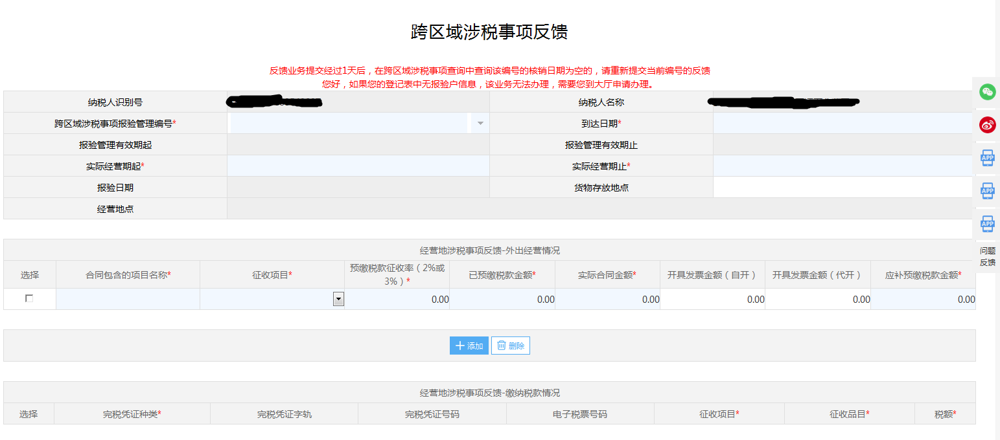 跨区域涉税事项反馈
反馈业务提交经过1天后，在跨区域涉税事项查询中查询该编号的核销日期为空的，请重新提交当前编号的反馈
您好，如果您的登记表中无报验户信息，该业务无法办理，需要您到大厅申请办理。
纳税人识别号 纳税人名称
跨区域涉税事项报验管理编号* 到达日期*
报验管理有效期起 报验管理有效期止
实际经营期起* 实际经营期止*
报验日期 货物存放地点
经营地点
APP
APP
APP
问题
反馈
经营地涉税事项反馈-外出经营情况
选择 合同包含的项目名称* 征收项目* 预缴税款征收率（2%或 已预缴税款金额* 实际合同金额* 开具发票金额（自开） 开具发票金额（代开） 应补预缴税款金额*
3%）*
0.00 0.00 0.00 0.00 0.00 0.00
添加 删除
经营地涉税事项反馈-缴纳税款情况
选择 完税凭证种类* 完税凭证字轨 完税凭证号码 电子税票号码 征收项目* 征收品目* 税额*